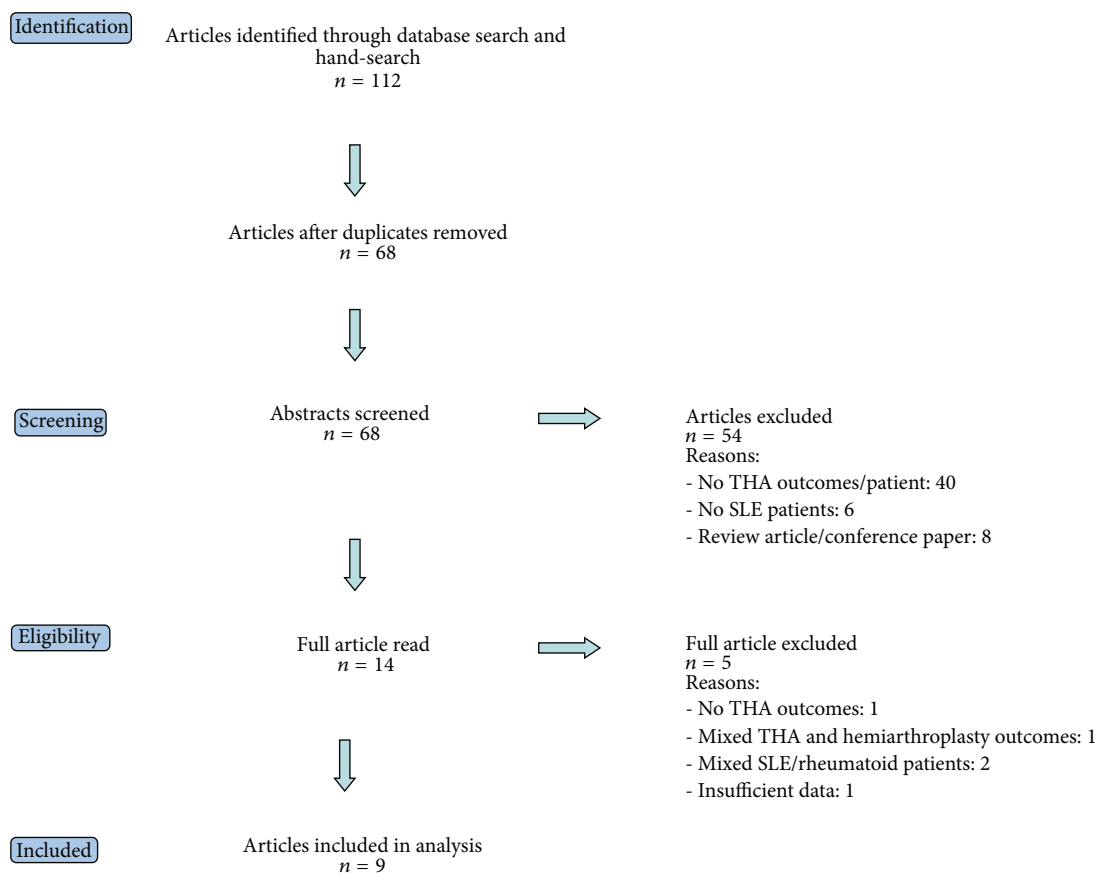 Identification
Articles identified through database search and
hand-search
n = 112
Articles after duplicates removed
n = 68
Screening
Abstracts screened
n = 68
Articles excluded
n = 54
Reasons:
- No THA outcomes/patient: 40
- No SLE patients: 6
- Review article/conference paper: 8
Eligibility
Full article read
n = 14
Full article excluded
n = 5
Reasons:
- No THA outcomes: 1
- Mixed THA and hemiarthroplasty outcomes: 1
- Mixed SLE/rheumatoid patients: 2
- Insufficient data: 1
Included
Articles included in analysis
n = 9